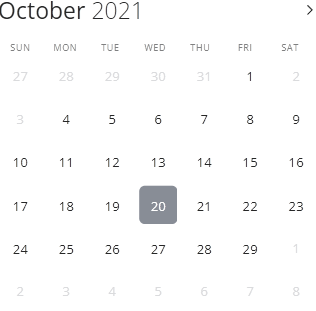 October 2021
SUN MON TUE WED THU FRI SAT
27 28 29 30 31 1 2
3 4 5 6 7 8 9
10 11 12 13 14 15 16
17 18 19 20 21 22 23
24 25 26 27 28 29 1
2 3 4 5 6 7 8